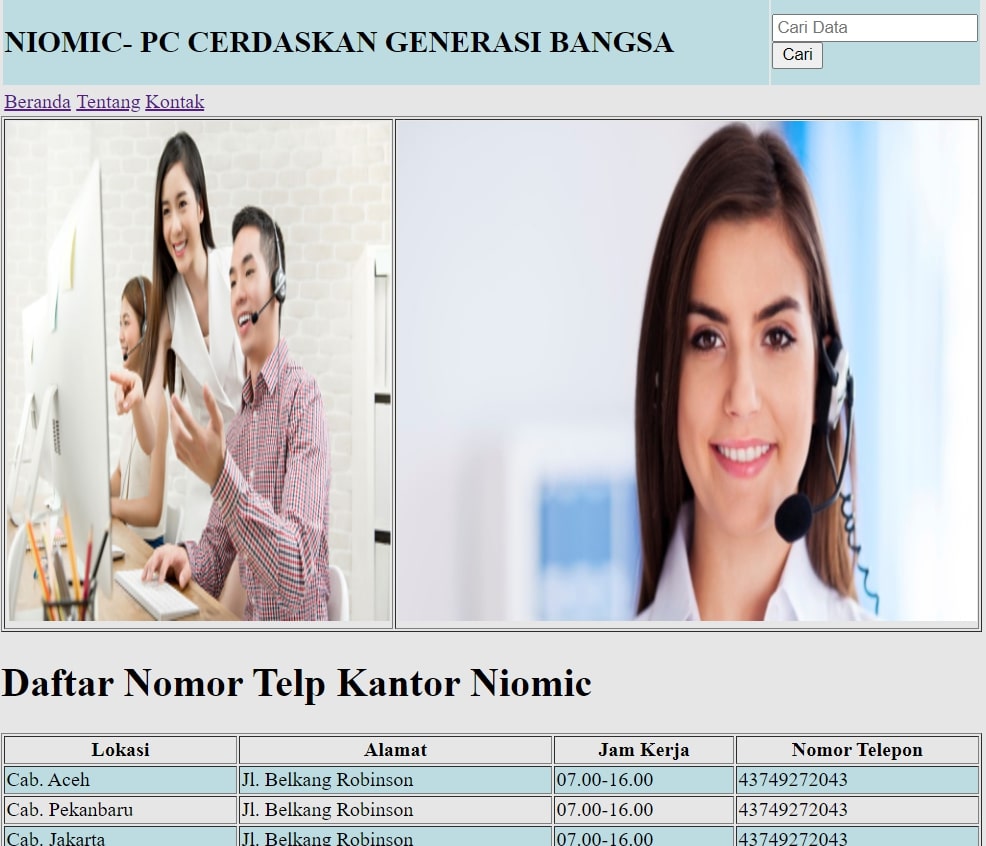 NIOMIC- PC CERDASKAN GENERASI BANGSA
Cari Data
Cari
Beranda Tentang Kontak
Daftar Nomor Telp Kantor Niomic
Lokasi Alamat Jam Kerja Nomor Telepon
Cab. Aceh Jl. Belkang Robinson 07.00-16.00 43749272043
Cab. Pekanbaru Jl. Belkang Robinson 07.00-16.00 43749272043
Cab. Jakarta Jl. Belkang Robinson 07.00-16.00 43749272043